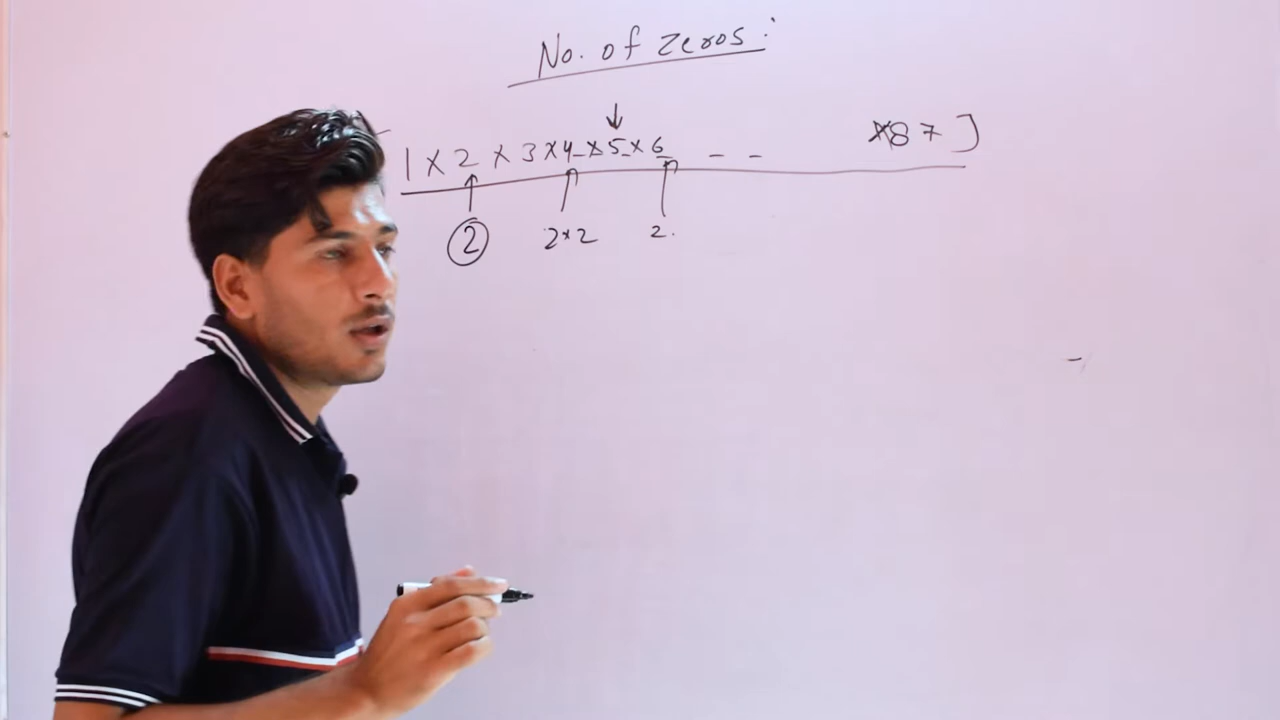 No. of zeros:
1 × 2 × 3 × 4 × 5 × 6 - - × 87 ]
2 2×2 2.